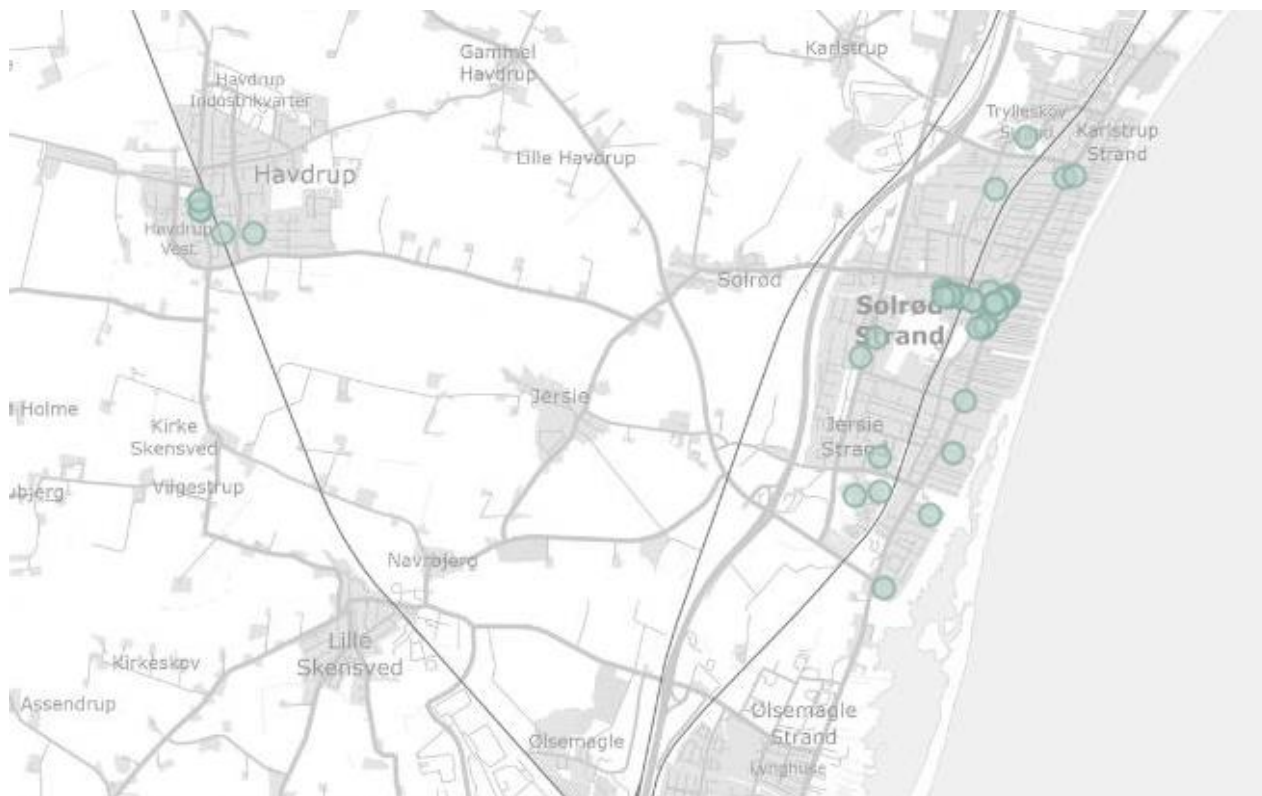 Gammel
Havdrup
Karlstrup
Havdrup
Industrikvarter
Trylleskov
Karlstrup
Strand
Lille Havdrup
Havdrup
Havdrup
Vest
Solrød
Solrød
Strand
Jersie
Holme
Kirke
Skensved
Jersie
Strand
Vilgestrup
Navrbjerg
Lille
Skensved
Kirkeskov
Assendrup
Ølsemagle
Strand
Ølsemagle
Lynghuse